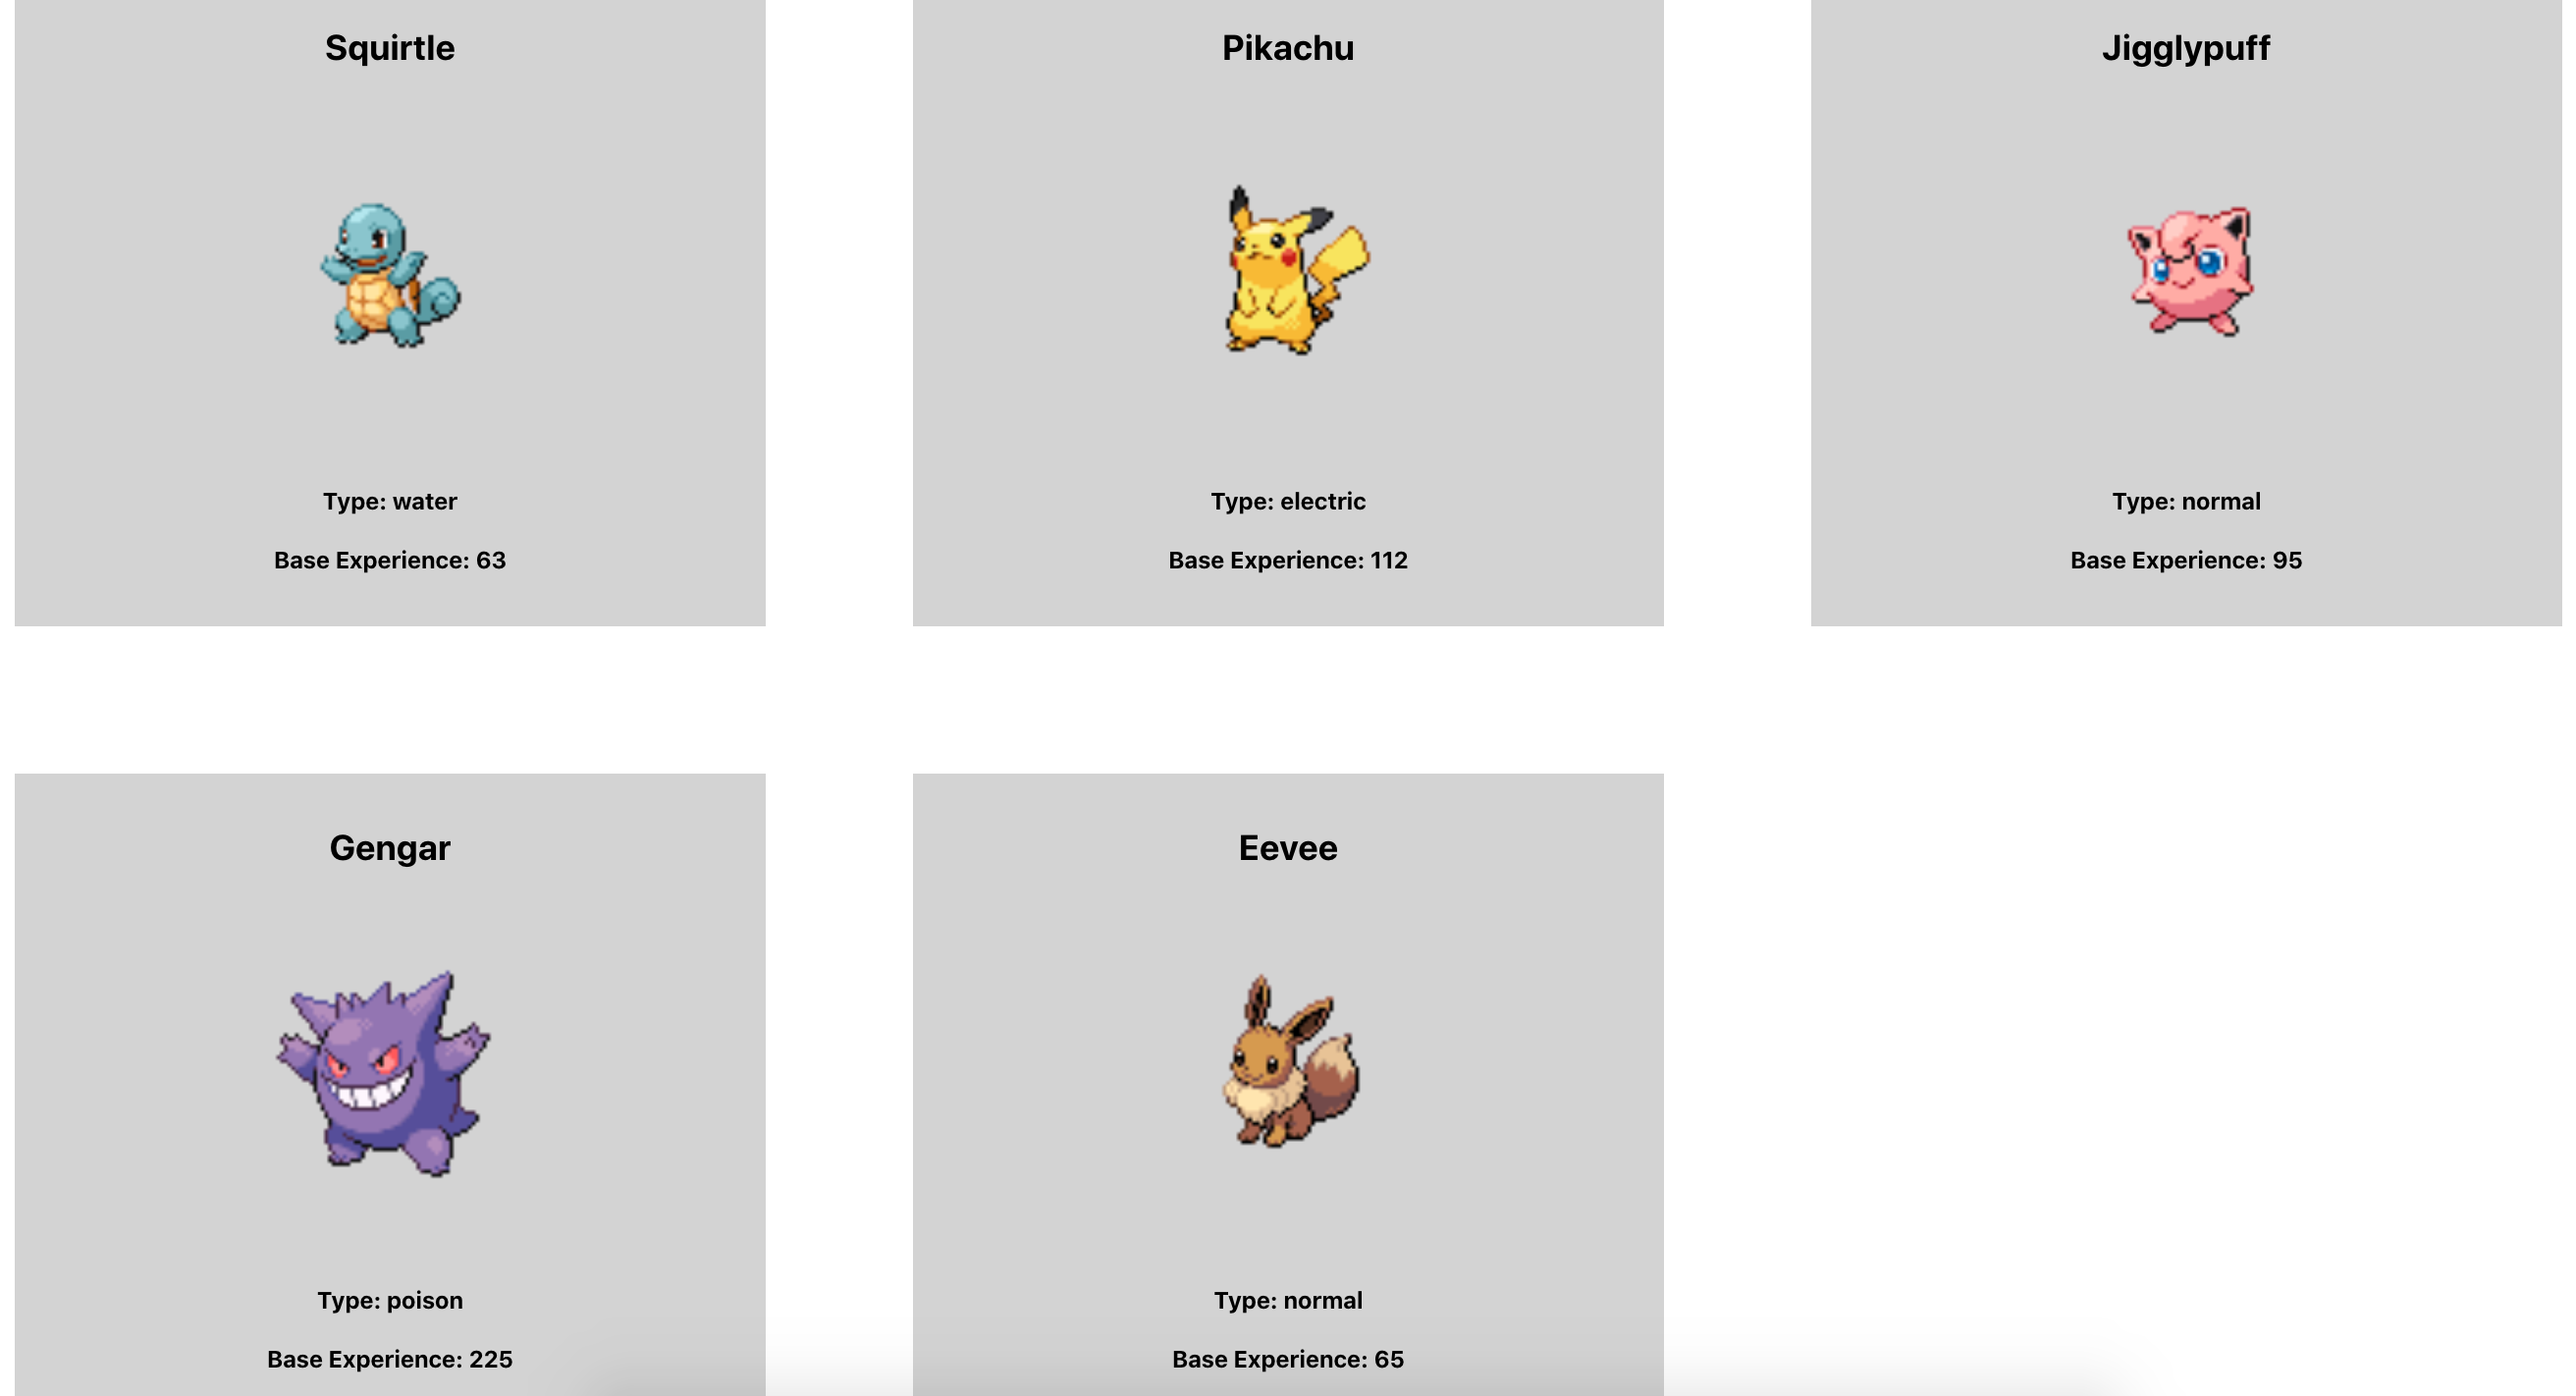 Squirtle
Type: water
Base Experience: 63
Pikachu
Type: electric
Base Experience: 112
Jigglypuff
Type: normal
Base Experience: 95
Gengar
Type: poison
Base Experience: 225
Eevee
Type: normal
Base Experience: 65